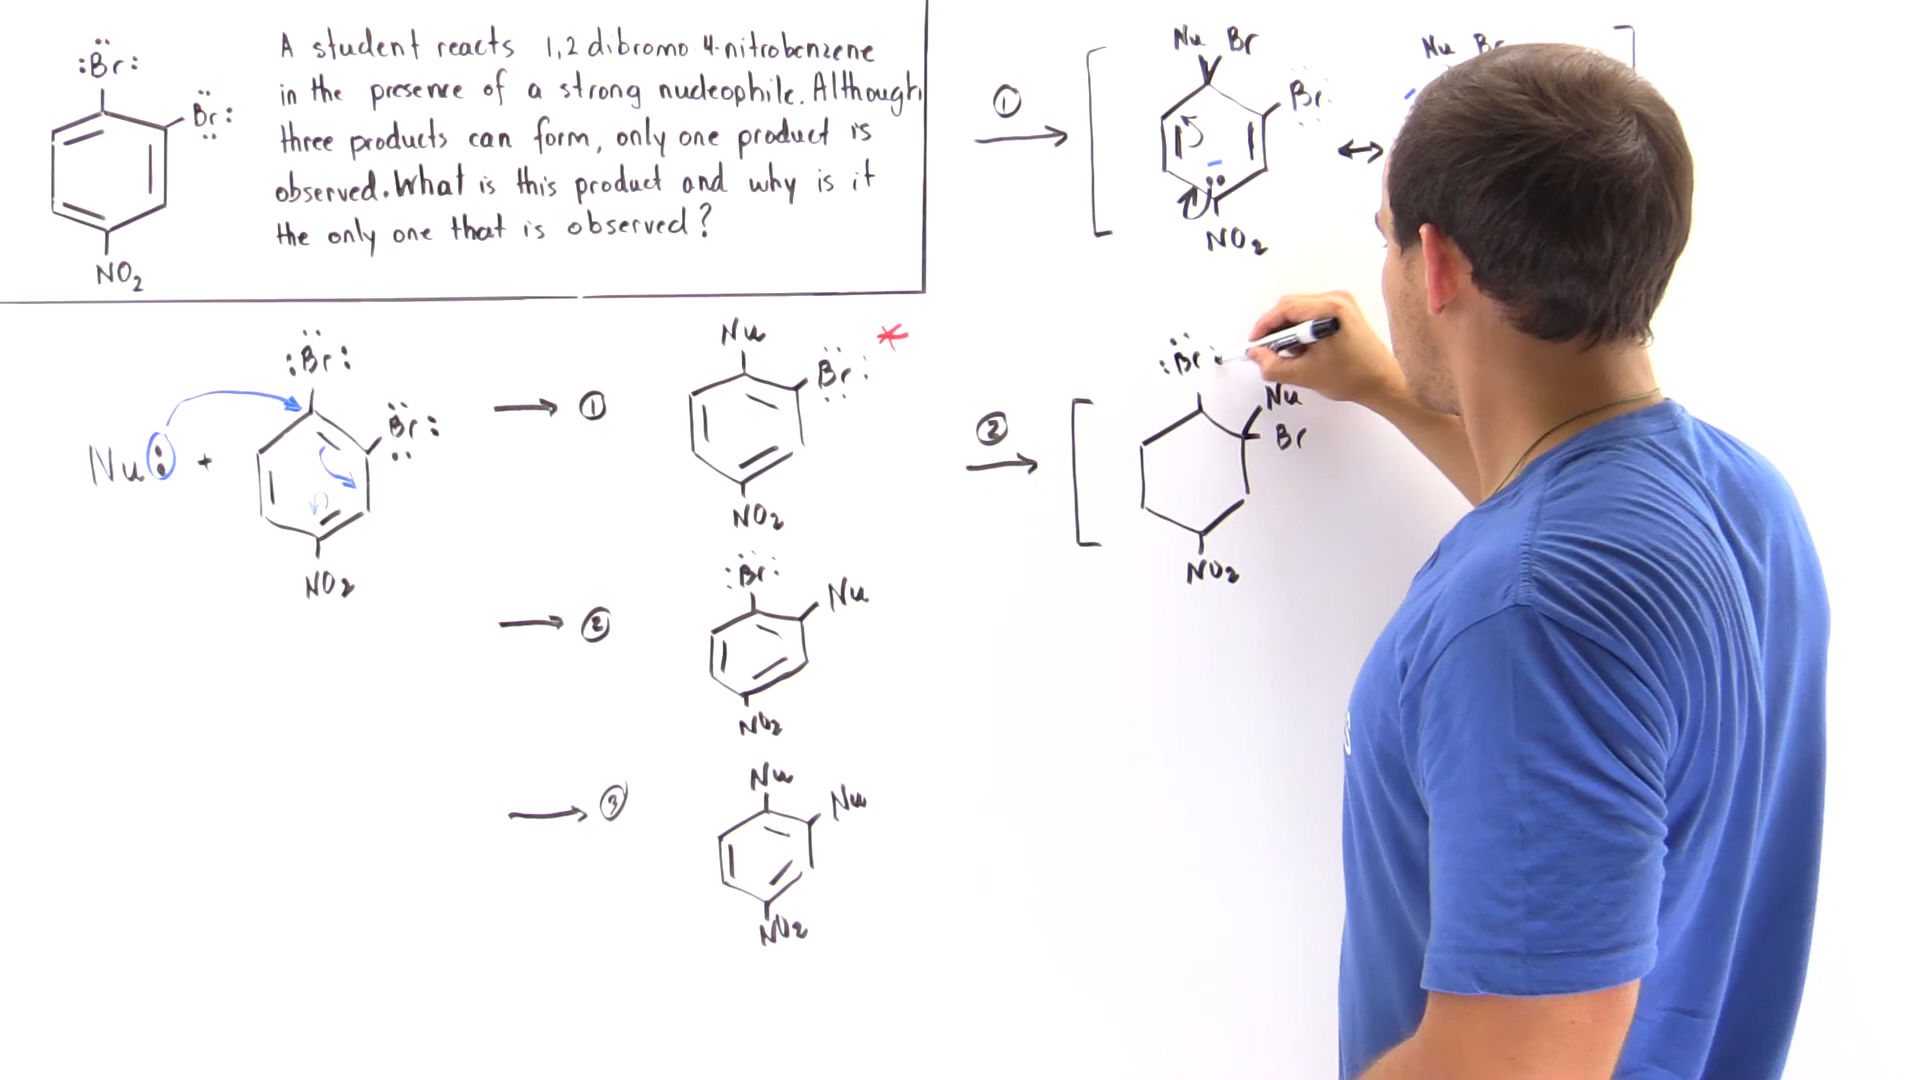 :Br:
Br:
NO2
A student reacts 1,2 dibromo 4-nitrobenzene
in the presence of a strong nucleophile. Although
three products can form, only one product is
observed. What is this product and why is it
the only one that is observed?
Nu: +
:Br:
Br:
NO2
1
Nu
Br:
*
NO2
2
:Br:
Nu
NO2
3
Nu
Nu
NO2
1
Nu Br
Br
NO2
Nu Br
2
:Br
Nu
Br
NO2